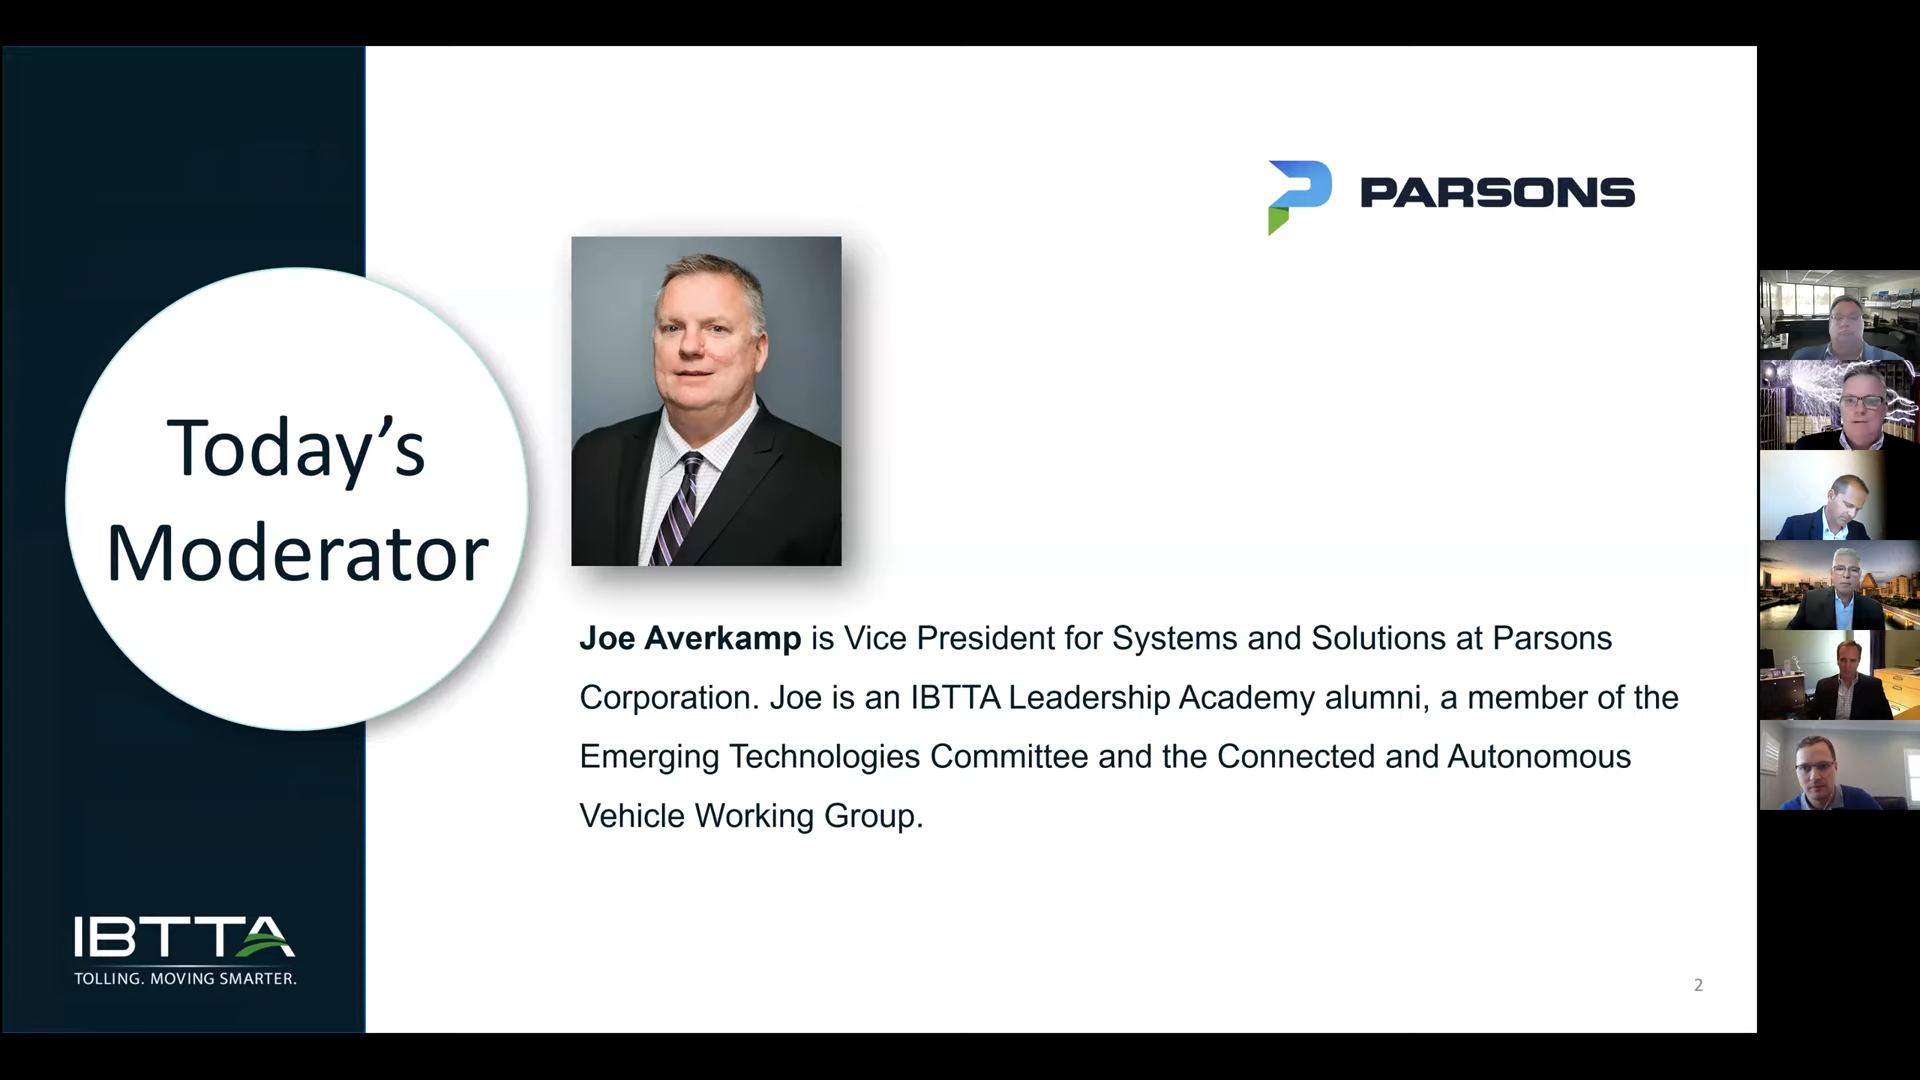 PARSONS
Today’s
Moderator
Joe Averkamp is Vice President for Systems and Solutions at Parsons
Corporation. Joe is an IBTTA Leadership Academy alumni, a member of the
Emerging Technologies Committee and the Connected and Autonomous
Vehicle Working Group.
IBTTA
TOLLING. MOVING SMARTER.
2